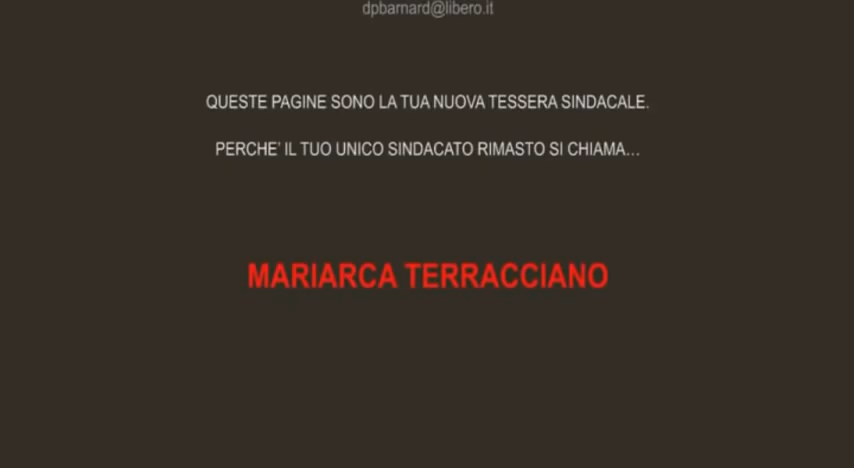 dpbarnard@libero.it
QUESTE PAGINE SONO LA TUA NUOVA TESSERA SINDACALE.
PERCHE' IL TUO UNICO SINDACATO RIMASTO SI CHIAMA...
MARIARCA TERRACCIANO